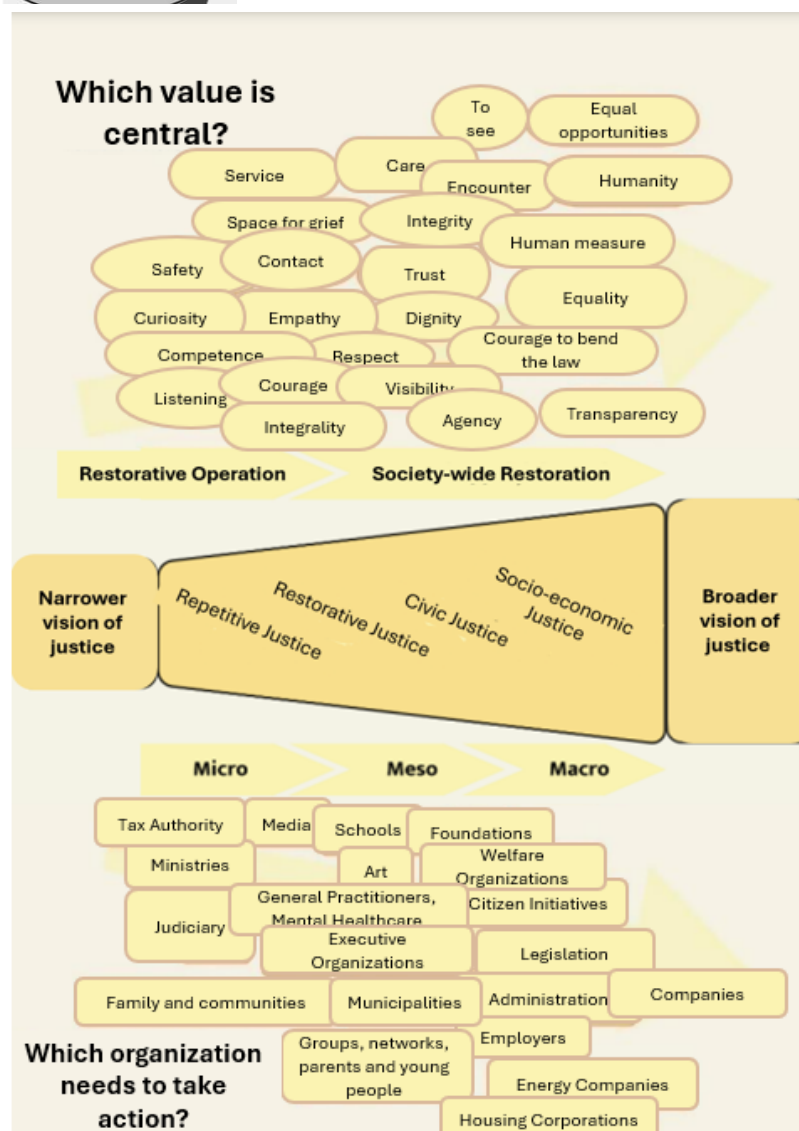 Which value is
central?
To
see
Equal
opportunities
Service
Care
Encounter
Humanity
Space for grief
Integrity
Human measure
Safety
Contact
Trust
Equality
Curiosity
Empathy
Dignity
Courage to bend
the law
Competence
Respect
Listening
Courage
Visibility
Integrality
Agency
Transparency
Restorative Operation
Society-wide Restoration
Narrower
vision of
justice
Repetitive Justice
Restorative Justice
Civic Justice
Socio-economic
Justice
Broader
vision of
justice
Micro
Meso
Macro
Tax Authority
Media
Schools
Foundations
Ministries
Art
Welfare
Organizations
General Practitioners,
Mental Healthcare
Citizen Initiatives
Judiciary
Executive
Organizations
Legislation
Family and communities
Municipalities
Administration
Companies
Which organization
needs to take
action?
Groups, networks,
parents and young
people
Employers
Energy Companies
Housing Corporations